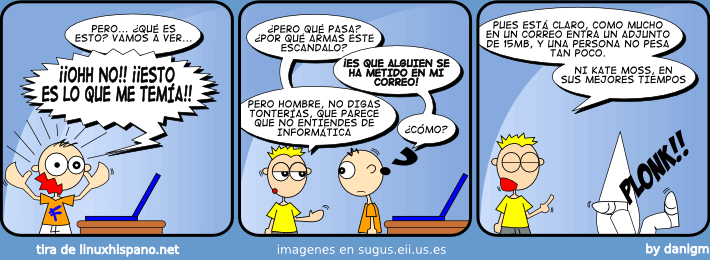 PERO... ¿QUÉ ES
ESTO? VAMOS A VER...
¡¡OHH NO!! ¡¡ESTO
ES LO QUE ME TEMÍA!!
¿PERO QUÉ PASA?
¿POR QUÉ ARMAS ESTE
ESCÁNDALO?
¡ES QUE ALGUIEN SE
HA METIDO EN MI
CORREO!
PERO HOMBRE, NO DIGAS
TONTERÍAS, QUE PARECE
QUE NO ENTIENDES DE
INFORMÁTICA
¿CÓMO?
PUES ESTÁ CLARO, COMO MUCHO
EN UN CORREO ENTRA UN ADJUNTO
DE 15MB, Y UNA PERSONA NO PESA
TAN POCO.
NI KATE MOSS, EN
SUS MEJORES TIEMPOS
PLONK!!
tira de linuxhispano.net
imagenes en sugus.eii.us.es
by danigm